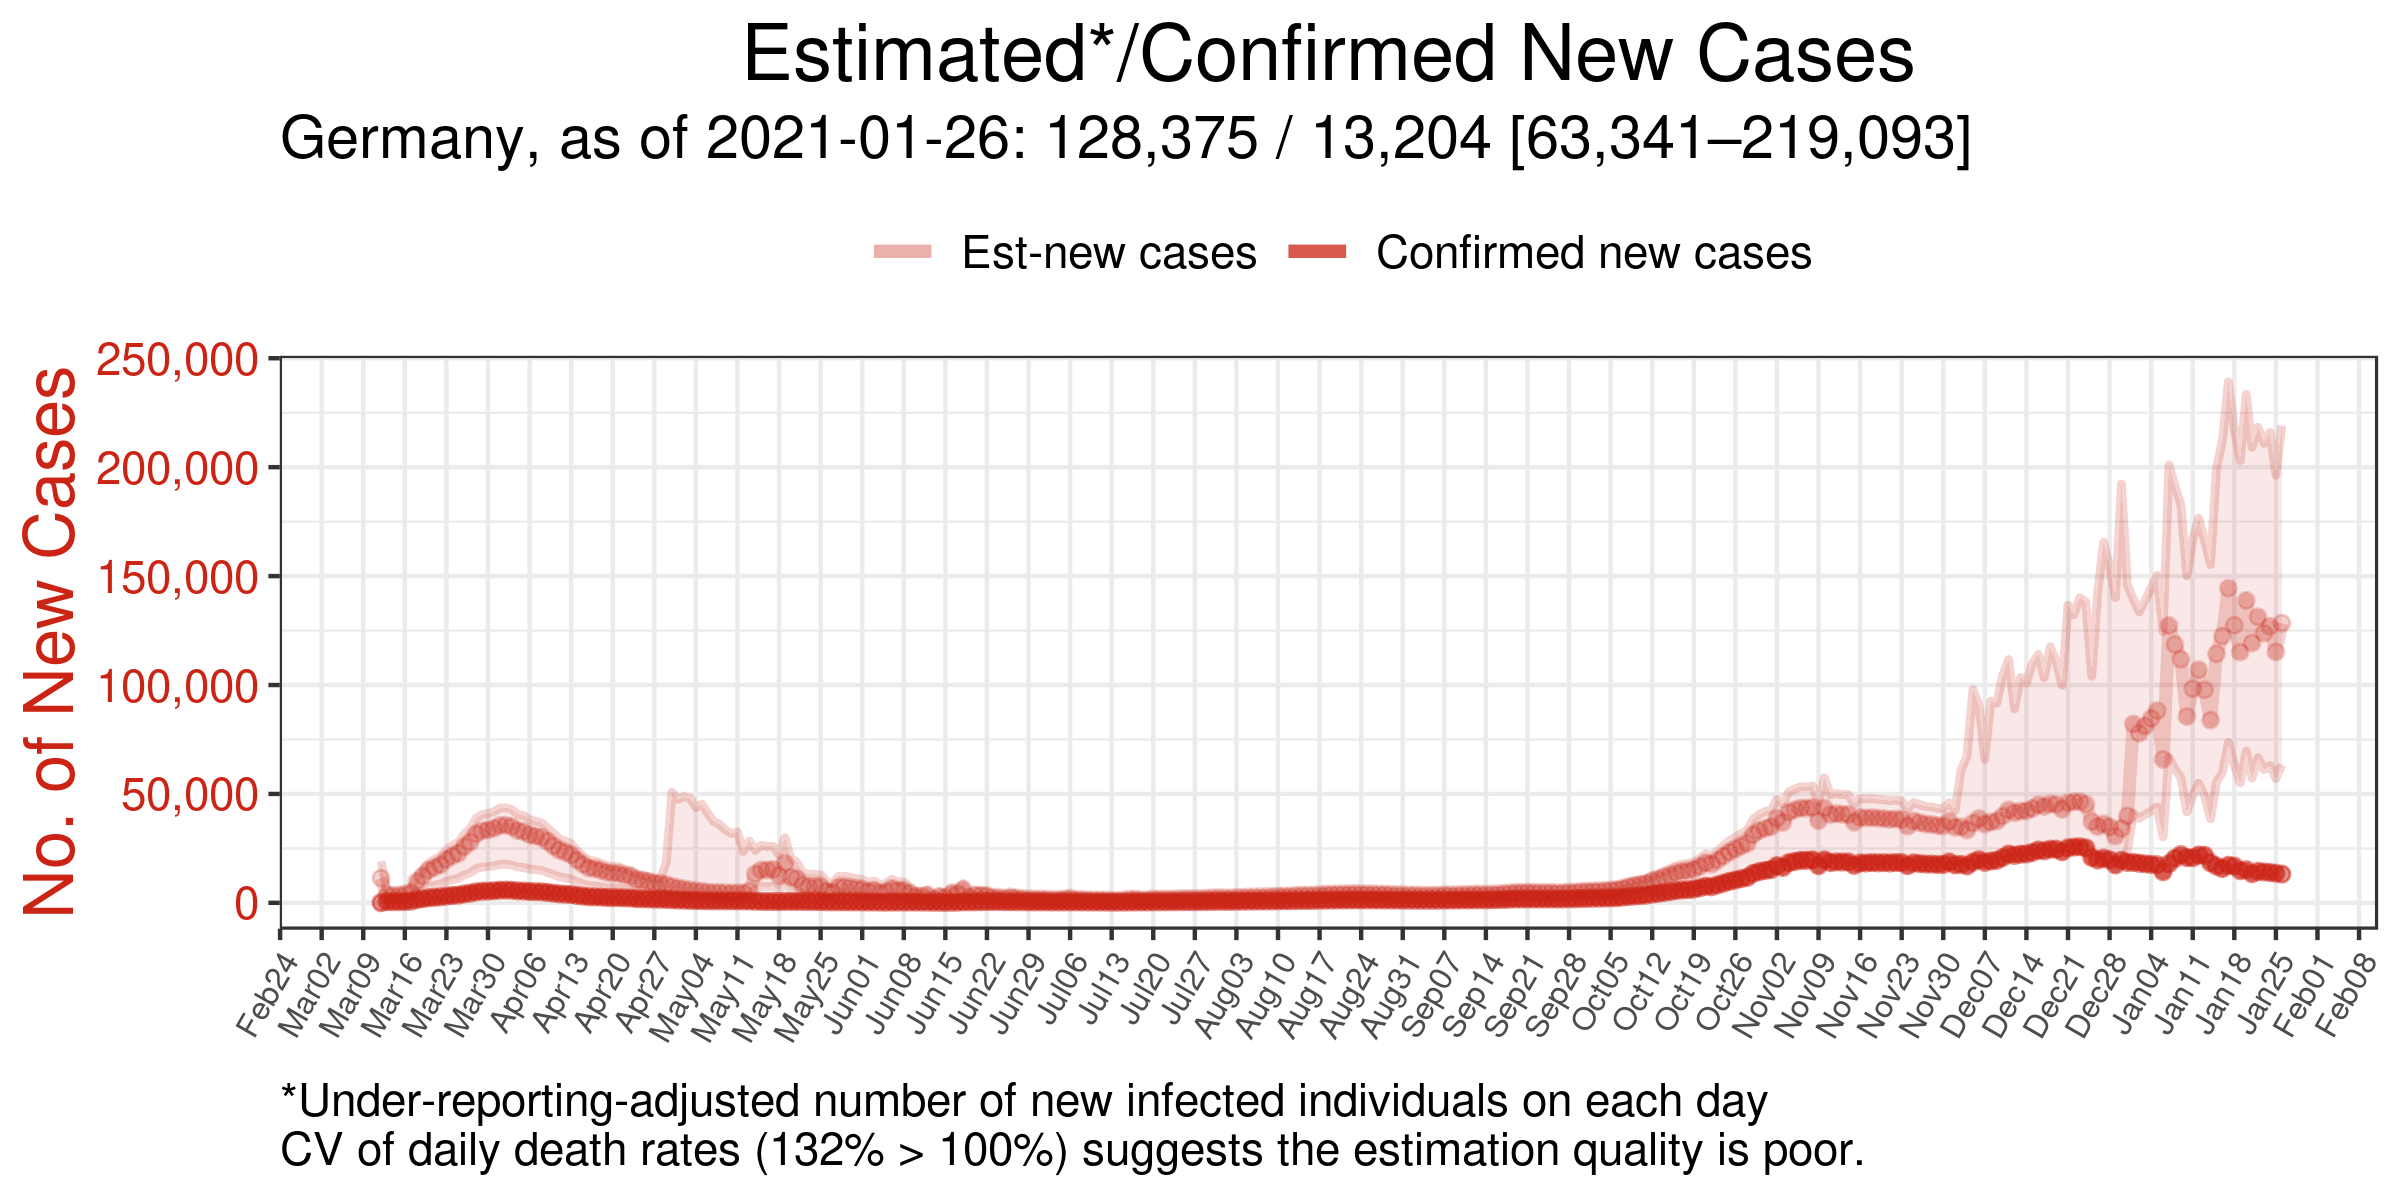 Estimated*/Confirmed New Cases
Germany, as of 2021-01-26: 128,375 / 13,204 [63,341–219,093]
Est-new cases
Confirmed new cases
No. of New Cases
250,000
200,000
150,000
100,000
50,000
0
Feb24
Mar02
Mar09
Mar16
Mar23
Mar30
Apr06
Apr13
Apr20
Apr27
May04
May11
May18
May25
Jun01
Jun08
Jun15
Jun22
Jun29
Jul06
Jul13
Jul20
Jul27
Aug03
Aug10
Aug17
Aug24
Aug31
Sep07
Sep14
Sep21
Sep28
Oct05
Oct12
Oct19
Oct26
Nov02
Nov09
Nov16
Nov23
Nov30
Dec07
Dec14
Dec21
Dec28
Jan04
Jan11
Jan18
Jan25
Feb01
Feb08
*Under-reporting-adjusted number of new infected individuals on each day
CV of daily death rates (132% > 100%) suggests the estimation quality is poor.